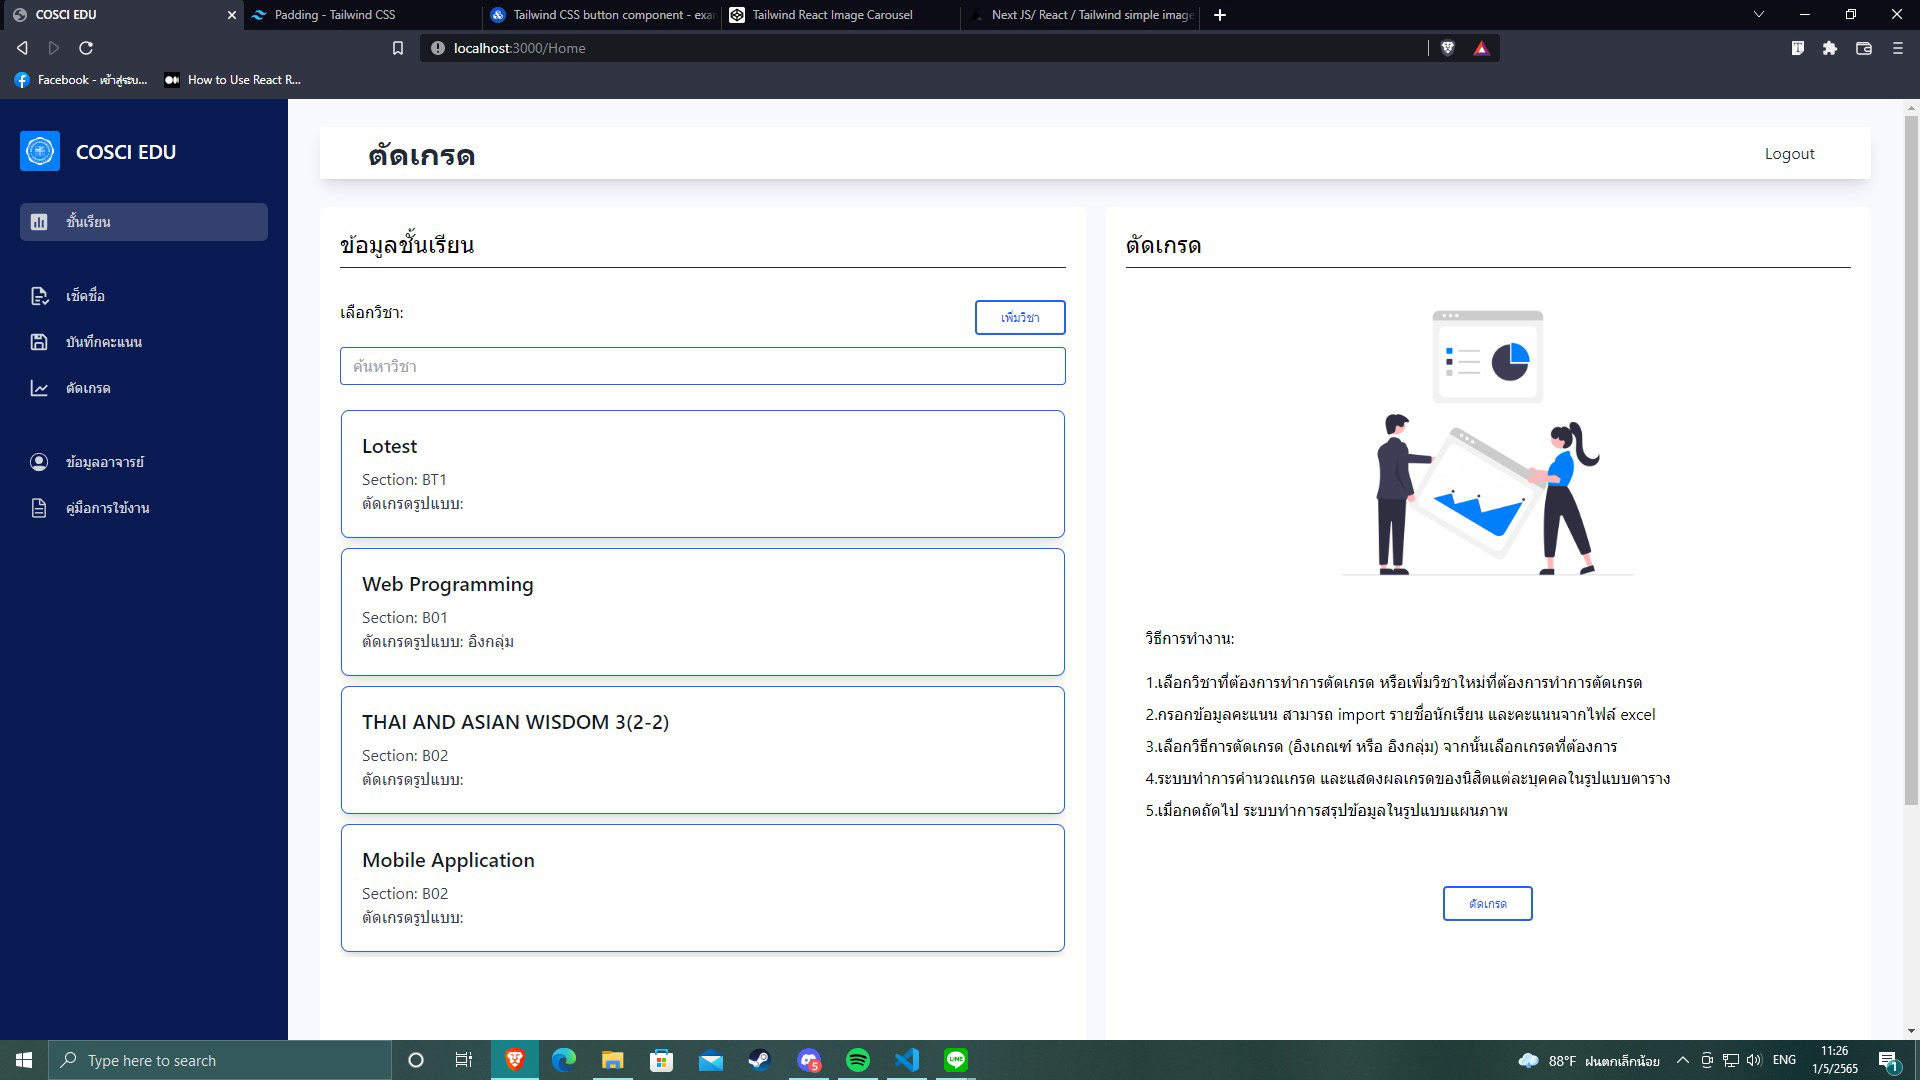 COSCI EDU
Padding - Tailwind CSS
Tailwind CSS button component - exa
Tailwind React Image Carousel
Next JS/ React / Tailwind simple image
localhost:3000/Home
Facebook - เข้าสู่ระบ...
How to Use React R...
COSCI EDU
ตัดเกรด
Logout
ชั้นเรียน
เช็คชื่อ
บันทึกคะแนน
ตัดเกรด
ข้อมูลอาจารย์
คู่มือการใช้งาน
ข้อมูลชั้นเรียน
เลือกวิชา:
เพิ่มวิชา
ค้นหาวิชา
Lotest
Section: BT1
ตัดเกรดรูปแบบ:
Web Programming
Section: B01
ตัดเกรดรูปแบบ: อิงกลุ่ม
THAI AND ASIAN WISDOM 3(2-2)
Section: B02
ตัดเกรดรูปแบบ:
Mobile Application
Section: B02
ตัดเกรดรูปแบบ:
ตัดเกรด
วิธีการทำงาน:
1.เลือกวิชาที่ต้องการทำการตัดเกรด หรือเพิ่มวิชาใหม่ที่ต้องการทำการตัดเกรด
2.กรอกข้อมูลคะแนน สามารถ import รายชื่อนักเรียน และคะแนนจากไฟล์ excel
3.เลือกวิธีการตัดเกรด (อิงเกณฑ์ หรือ อิงกลุ่ม) จากนั้นเลือกเกรดที่ต้องการ
4.ระบบทำการคำนวณเกรด และแสดงผลเกรดของนิสิตแต่ละบุคคลในรูปแบบตาราง
5.เมื่อกดถัดไป ระบบทำการสรุปข้อมูลในรูปแบบแผนภาพ
ตัดเกรด
Type here to search
5
LINE
88°F ฝนตกเล็กน้อย
ENG
11:26
1/5/2565
1